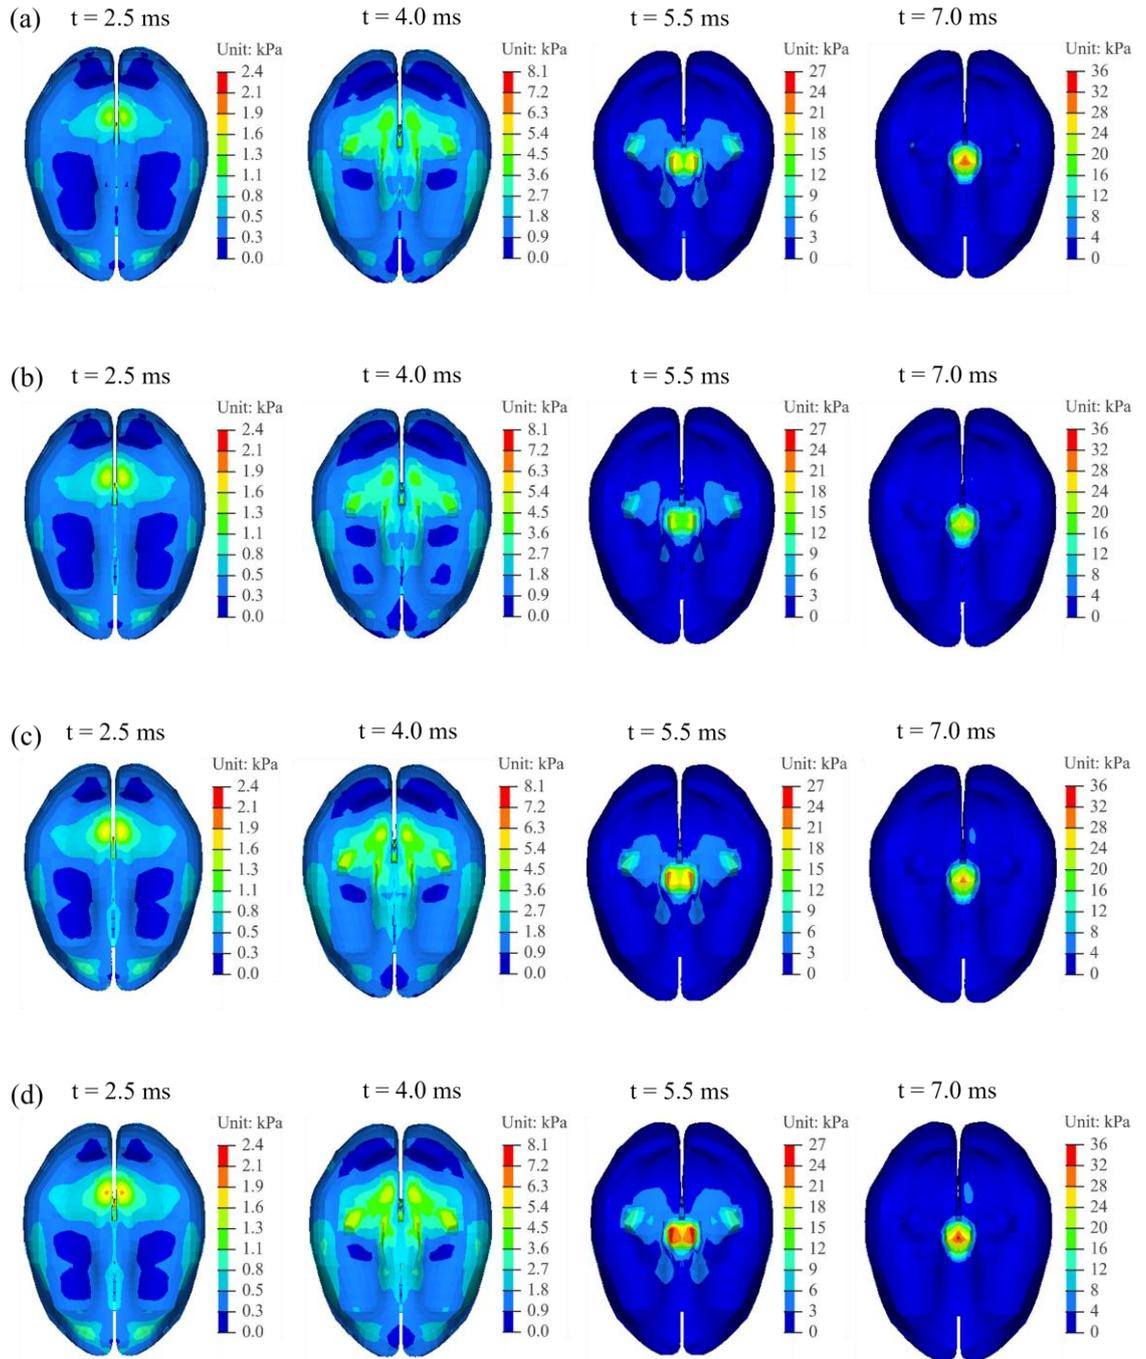 (a) t = 2.5 ms t = 4.0 ms t = 5.5 ms t = 7.0 ms
Unit: kPa Unit: kPa Unit: kPa Unit: kPa
2.4 8.1 27 36
2.1 7.2 24 32
1.9 6.3 21 28
1.6 5.4 18 24
1.3 4.5 15 20
1.1 3.6 12 16
0.8 2.7 9 12
0.5 1.8 6 8
0.3 0.9 3 4
0.0 0.0 0 0
(b) t = 2.5 ms t = 4.0 ms t = 5.5 ms t = 7.0 ms
Unit: kPa Unit: kPa Unit: kPa Unit: kPa
2.4 8.1 27 36
2.1 7.2 24 32
1.9 6.3 21 28
1.6 5.4 18 24
1.3 4.5 15 20
1.1 3.6 12 16
0.8 2.7 9 12
0.5 1.8 6 8
0.3 0.9 3 4
0.0 0.0 0 0
(c) t = 2.5 ms t = 4.0 ms t = 5.5 ms t = 7.0 ms
Unit: kPa Unit: kPa Unit: kPa Unit: kPa
2.4 8.1 27 36
2.1 7.2 24 32
1.9 6.3 21 28
1.6 5.4 18 24
1.3 4.5 15 20
1.1 3.6 12 16
0.8 2.7 9 12
0.5 1.8 6 8
0.3 0.9 3 4
0.0 0.0 0 0
(d) t = 2.5 ms t = 4.0 ms t = 5.5 ms t = 7.0 ms
Unit: kPa Unit: kPa Unit: kPa Unit: kPa
2.4 8.1 27 36
2.1 7.2 24 32
1.9 6.3 21 28
1.6 5.4 18 24
1.3 4.5 15 20
1.1 3.6 12 16
0.8 2.7 9 12
0.5 1.8 6 8
0.3 0.9 3 4
0.0 0.0 0 0